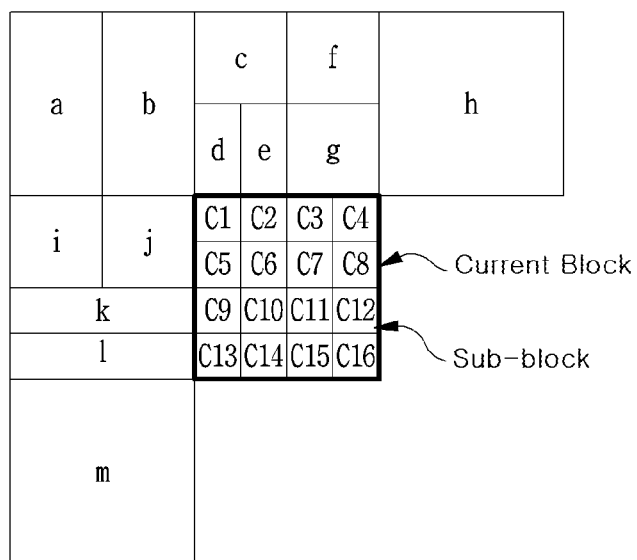 a b c f h
d e g
i j C1 C2 C3 C4
C5 C6 C7 C8 Current Block
k C9 C10 C11 C12
l C13 C14 C15 C16 Sub-block
m